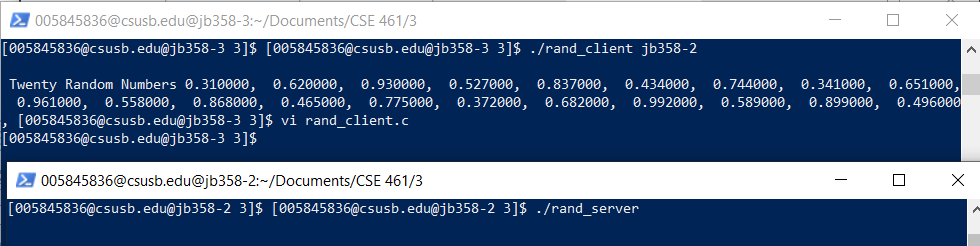 005845836@csusb.edu@jb358-3:~/Documents/CSE 461/3
[005845836@csusb.edu@jb358-3 3]$ [005845836@csusb.edu@jb358-3 3]$ ./rand_client jb358-2
Twenty Random Numbers 0.310000, 0.620000, 0.930000, 0.527000, 0.837000, 0.434000, 0.744000, 0.341000, 0.651000,
0.961000, 0.558000, 0.868000, 0.465000, 0.775000, 0.372000, 0.682000, 0.992000, 0.589000, 0.899000, 0.496000
, [005845836@csusb.edu@jb358-3 3]$ vi rand_client.c
[005845836@csusb.edu@jb358-3 3]$
005845836@csusb.edu@jb358-2:~/Documents/CSE 461/3
[005845836@csusb.edu@jb358-2 3]$ [005845836@csusb.edu@jb358-2 3]$ ./rand_server